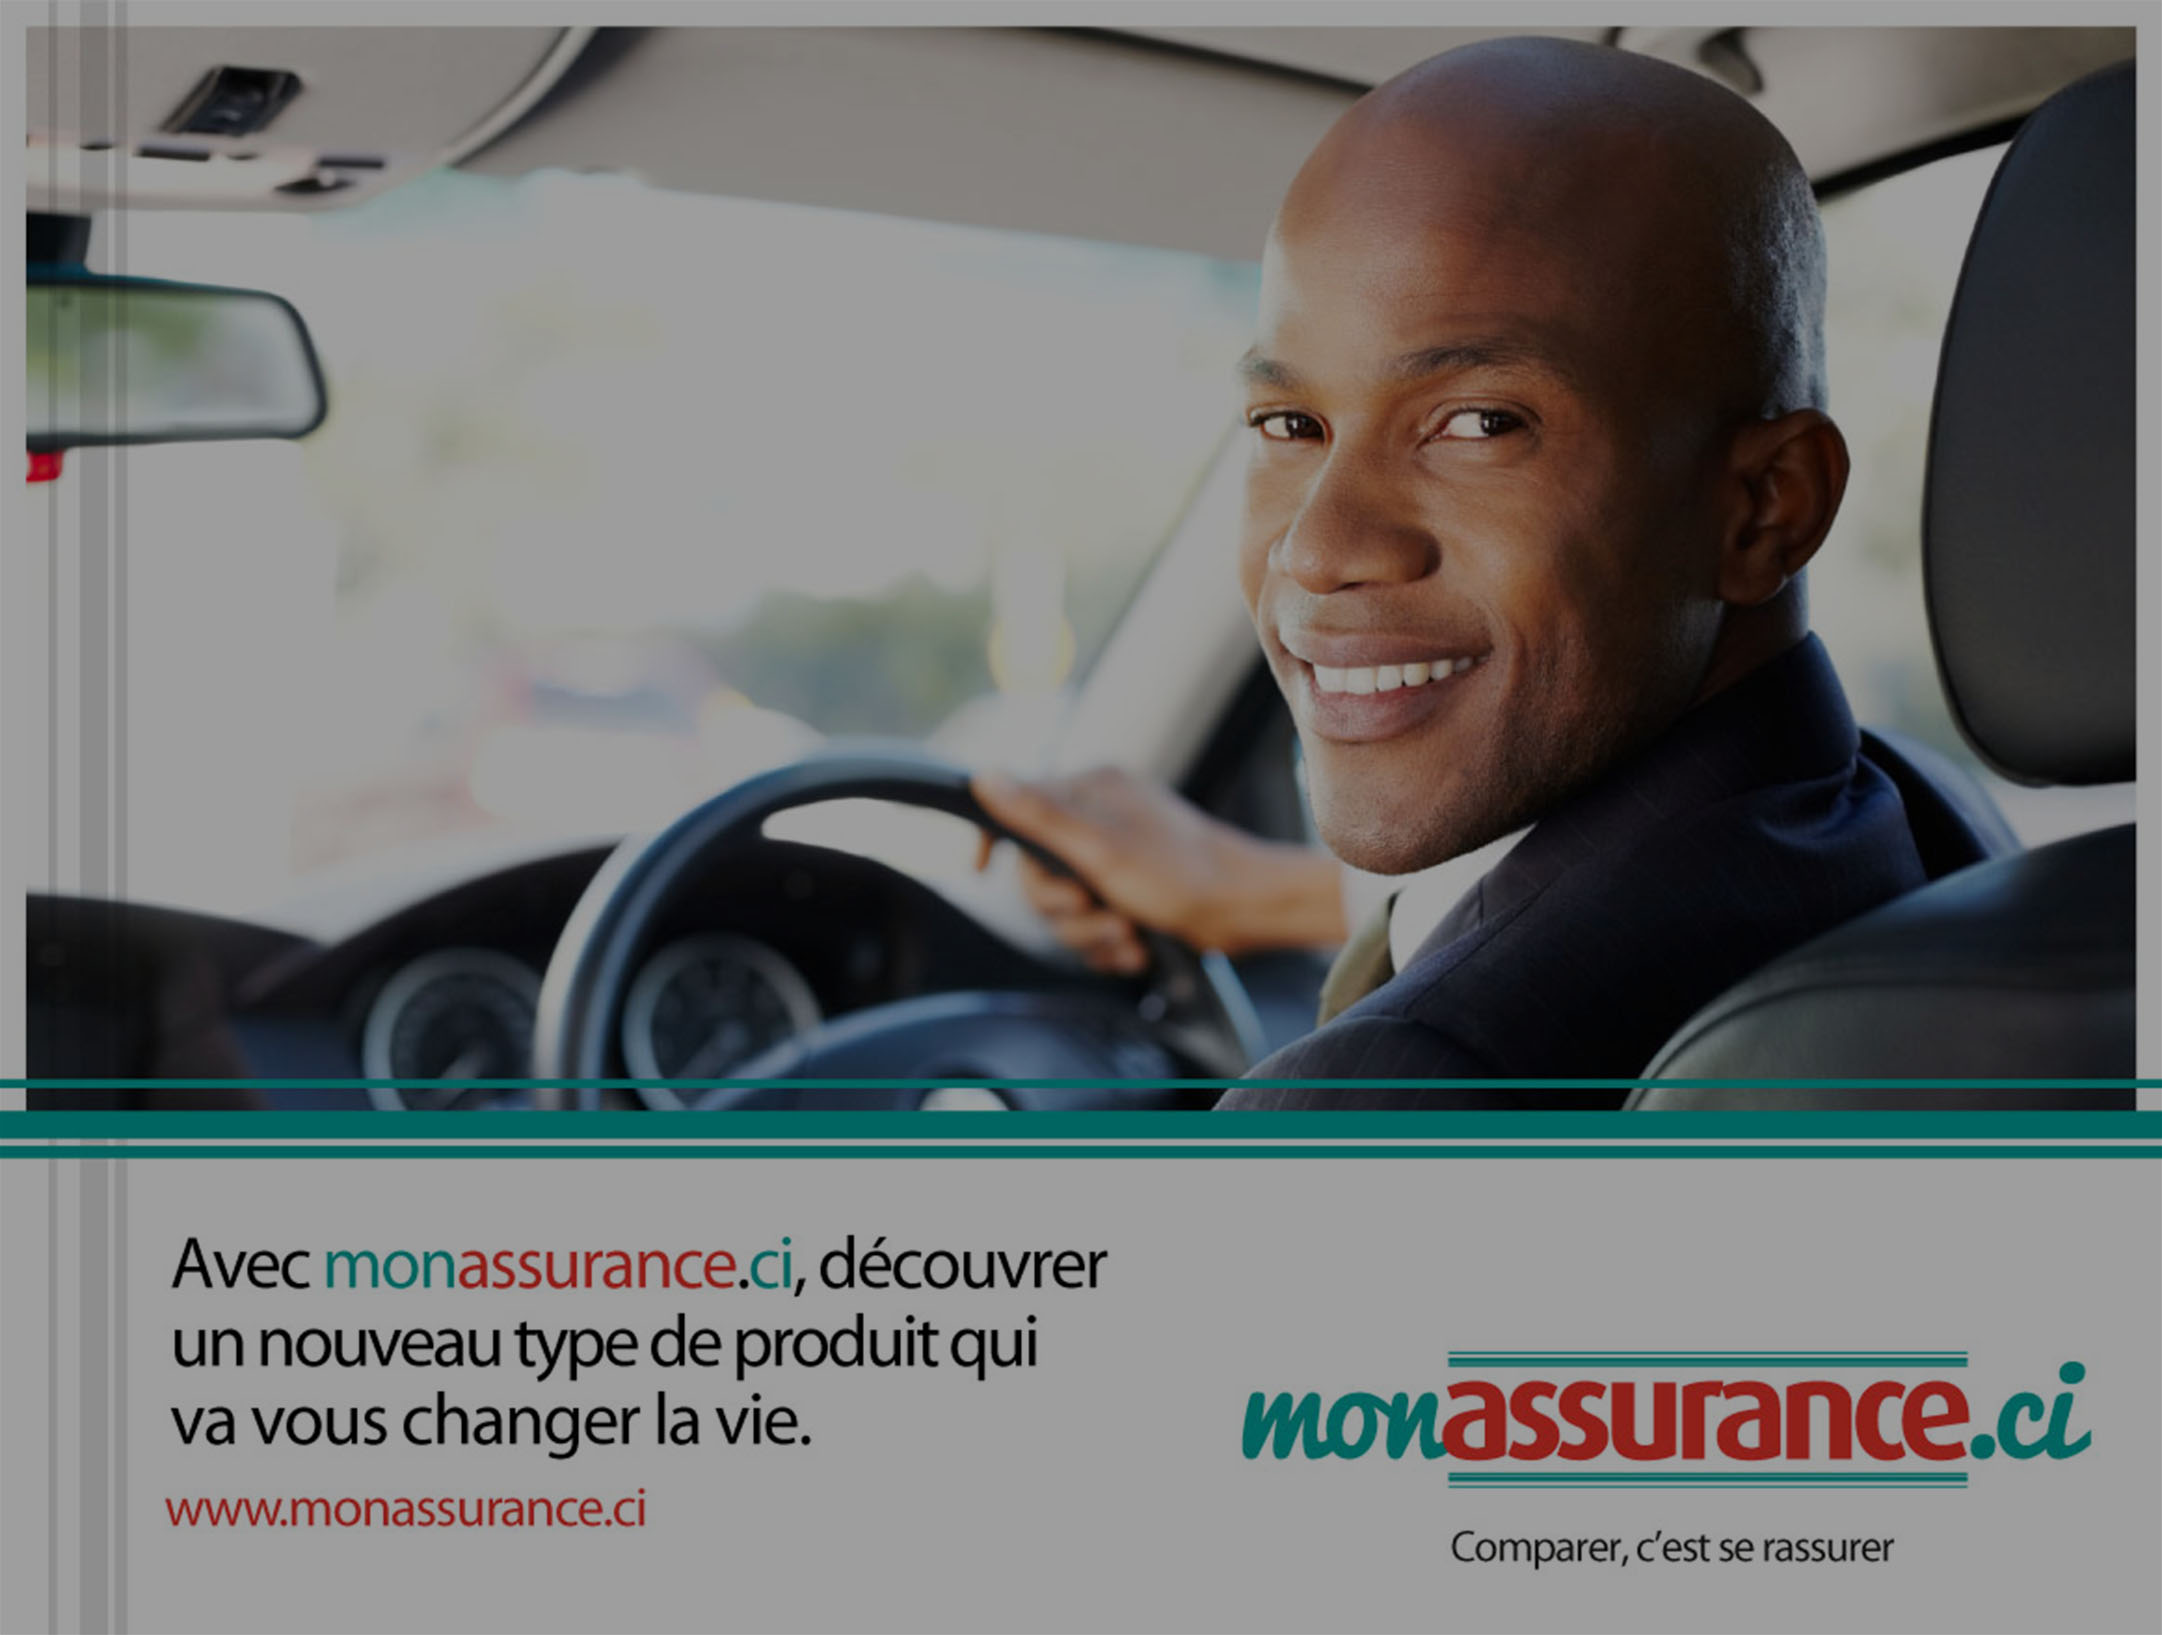 Avec monassurance.ci, découvrer
un nouveau type de produit qui
va vous changer la vie.
www.monassurance.ci
monassurance.ci
Comparer, c'est se rassurer